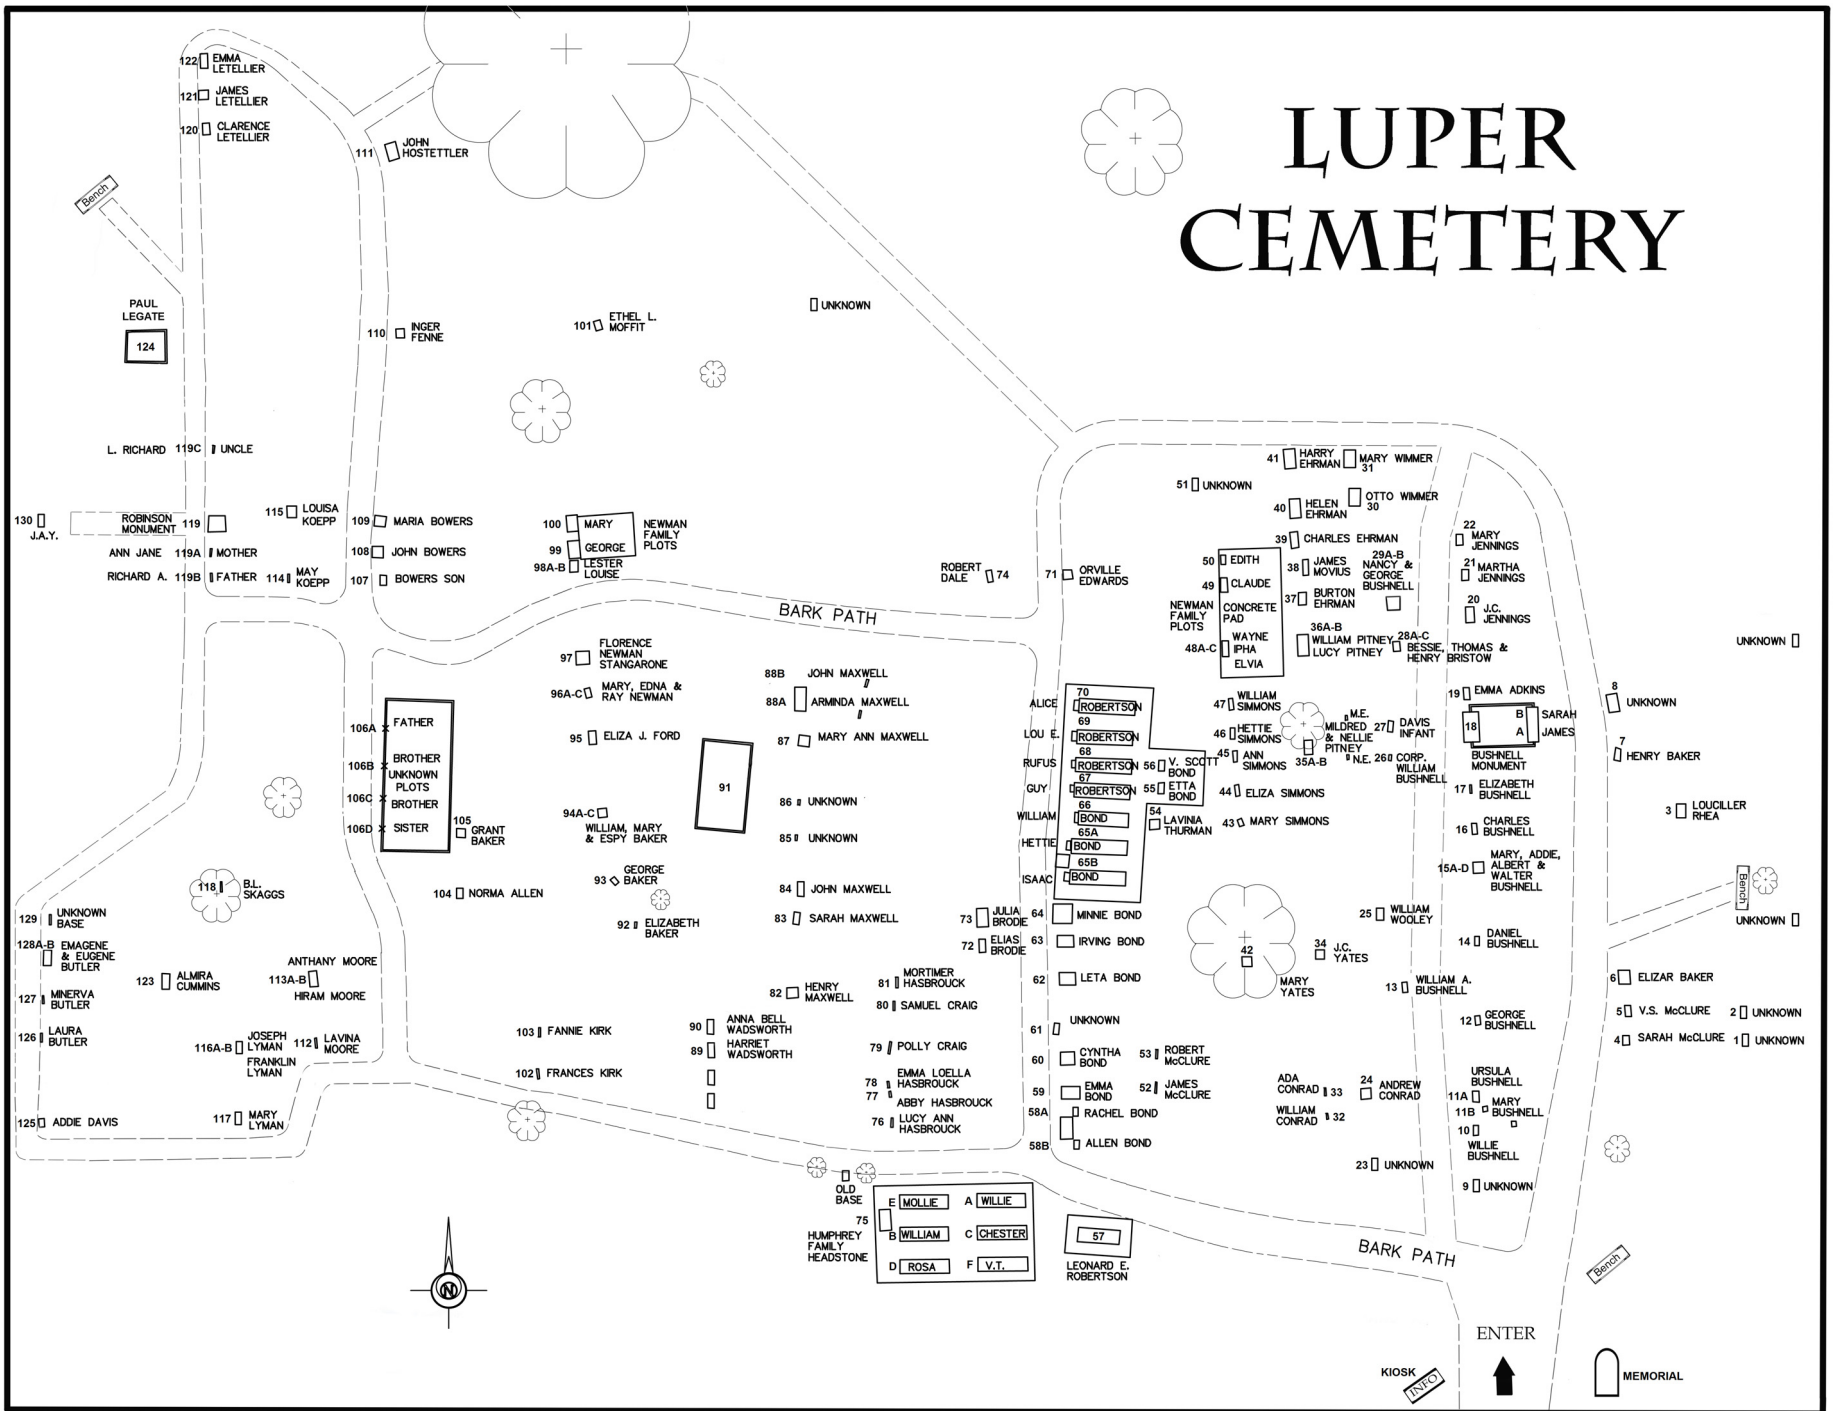 LUPER
CEMETERY
122 EMMA
LETELLIER
121 JAMES
LETELLIER
120 CLARENCE
LETELLIER
111 JOHN
HOSTETTLER
Bench
PAUL
LEGATE
124
110 INGER
FENNE
101 ETHEL L.
MOFFIT
UNKNOWN
L. RICHARD 119C UNCLE
130
J.A.Y.
ROBINSON
MONUMENT 119
ANN JANE 119A MOTHER
RICHARD A. 119B FATHER
115 LOUISA
KOEPP
114 MAY
KOEPP
109 MARIA BOWERS
108 JOHN BOWERS
107 BOWERS SON
100 MARY
99 GEORGE
NEWMAN
FAMILY
PLOTS
98A-B LESTER
LOUISE
BARK PATH
ROBERT
DALE 74
71 ORVILLE
EDWARDS
51 UNKNOWN
41 HARRY
EHRMAN
MARY WIMMER
31
40 HELEN
EHRMAN
OTTO WIMMER
30
39 CHARLES EHRMAN
38 JAMES
MOVIUS
29A-B
NANCY &
GEORGE
BUSHNELL
37 BURTON
EHRMAN
36A-B
WILLIAM PITNEY
LUCY PITNEY
28A-C
BESSIE, THOMAS &
HENRY BRISTOW
50 EDITH
49 CLAUDE
NEWMAN
FAMILY
PLOTS
CONCRETE
PAD
48A-C WAYNE
IPHA
ELVIA
22
MARY
JENNINGS
21 MARTHA
JENNINGS
20
J.C.
JENNINGS
UNKNOWN
97 FLORENCE
NEWMAN
STANGARONE
96A-C MARY, EDNA &
RAY NEWMAN
95 ELIZA J. FORD
88B JOHN MAXWELL
88A ARMINDA MAXWELL
87 MARY ANN MAXWELL
91
86 UNKNOWN
85 UNKNOWN
84 JOHN MAXWELL
83 SARAH MAXWELL
94A-C
WILLIAM, MARY
& ESPY BAKER
93 GEORGE
BAKER
92 ELIZABETH
BAKER
106A FATHER
106B BROTHER
UNKNOWN
PLOTS
106C BROTHER
106D SISTER
105 GRANT
BAKER
104 NORMA ALLEN
ALICE 70
ROBERTSON
LOU E. 69
ROBERTSON
RUFUS 68
ROBERTSON
GUY 67
ROBERTSON
WILLIAM 66
BOND
HETTIE 65A
BOND
ISAAC 65B
BOND
56 V. SCOTT
BOND
55 ETTA
BOND
54
LAVINIA
THURMAN
47 WILLIAM
SIMMONS
46 HETTIE
SIMMONS
45 ANN
SIMMONS
44 ELIZA SIMMONS
43 MARY SIMMONS
M.E.
MILDRED
& NELLIE
PITNEY
N.E.
35A-B
27 DAVIS
INFANT
26 CORP.
WILLIAM
BUSHNELL
19 EMMA ADKINS
18
B SARAH
A JAMES
BUSHNELL
MONUMENT
17 ELIZABETH
BUSHNELL
16 CHARLES
BUSHNELL
15A-D MARY, ADDIE,
ALBERT &
WALTER
BUSHNELL
8
UNKNOWN
7
HENRY BAKER
3 LOUCILLER
RHEA
Bench
UNKNOWN
118 B.L.
SKAGGS
129 UNKNOWN
BASE
128A-B EMAGENE
& EUGENE
BUTLER
127 MINERVA
BUTLER
126 LAURA
BUTLER
125 ADDIE DAVIS
123 ALMIRA
CUMMINS
ANTHANY MOORE
113A-B
HIRAM MOORE
116A-B JOSEPH
LYMAN
FRANKLIN
LYMAN
112 LAVINA
MOORE
117 MARY
LYMAN
103 FANNIE KIRK
102 FRANCES KIRK
90 ANNA BELL
WADSWORTH
89 HARRIET
WADSWORTH
82 HENRY
MAXWELL
81 MORTIMER
HASBROUCK
80 SAMUEL CRAIG
79 POLLY CRAIG
78 EMMA LOELLA
HASBROUCK
77
ABBY HASBROUCK
76 LUCY ANN
HASBROUCK
73 JULIA
BRODIE
72 ELIAS
BRODIE
64 MINNIE BOND
63 IRVING BOND
62 LETA BOND
61 UNKNOWN
60 CYNTHA
BOND
59 EMMA
BOND
58A RACHEL BOND
58B ALLEN BOND
53 ROBERT
McCLURE
52 JAMES
McCLURE
42
MARY
YATES
34 J.C.
YATES
25 WILLIAM
WOOLEY
14 DANIEL
BUSHNELL
13 WILLIAM A.
BUSHNELL
12 GEORGE
BUSHNELL
6 ELIZAR BAKER
5 V.S. McCLURE
2 UNKNOWN
4 SARAH McCLURE
1 UNKNOWN
ADA
CONRAD 33
WILLIAM
CONRAD 32
24 ANDREW
CONRAD
URSULA
BUSHNELL
11A
11B MARY
BUSHNELL
10
WILLIE
BUSHNELL
23 UNKNOWN
9 UNKNOWN
OLD
BASE
75
HUMPHREY
FAMILY
HEADSTONE
E MOLLIE A WILLIE
B WILLIAM C CHESTER
D ROSA F V.T.
57
LEONARD E.
ROBERTSON
BARK PATH
Bench
N
ENTER
KIOSK
INFO
MEMORIAL